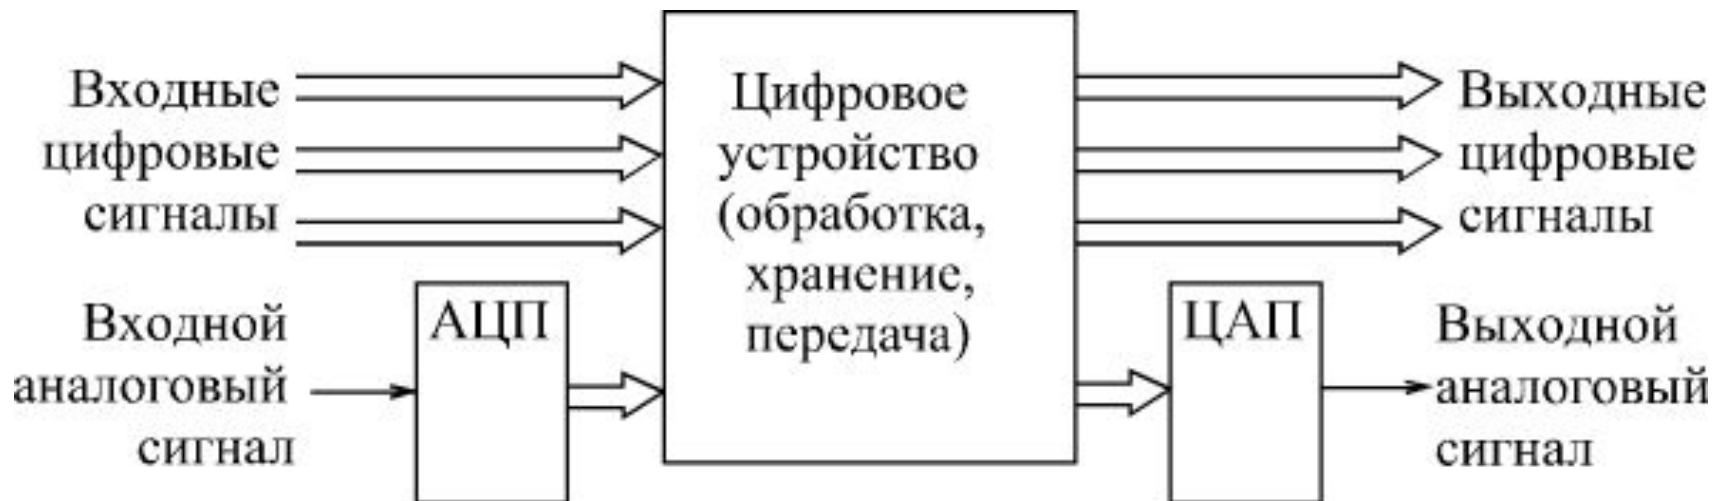 Входные
цифровые
сигналы
Входной
аналоговый
сигнал
АЦП
Цифровое
устройство
(обработка,
хранение,
передача)
ЦАП
Выходные
цифровые
сигналы
Выходной
аналоговый
сигнал